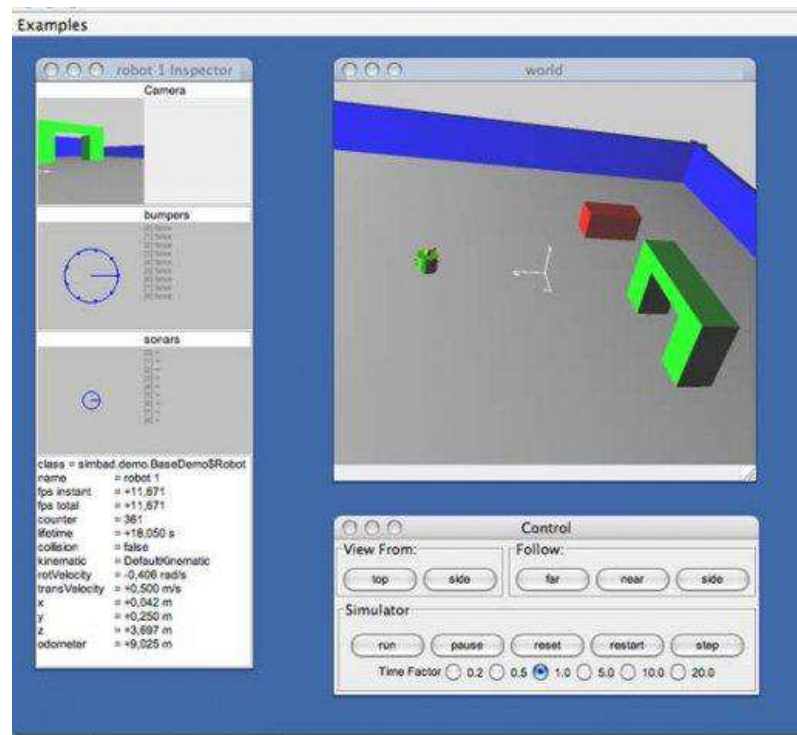 Examples
robot 1 Inspector
Camera
bumpers
sonars
class = simbad.demo.BaseDemo$Robot
name = robot 1
fps instant = +11,671
fps total = +11,671
counter = 361
lifetime = +18,050 s
collision = false
kinematic = DefaultKinematic
rotVelocity = -0,406 rad/s
transVelocity = +0,500 m/s
x = +0,042 m
y = +0,250 m
z = +3,697 m
odometer = +9,025 m
world
Control
View From:
Follow:
top side far near side
Simulator
run pause reset restart step
Time Factor 0.2 0.5 1.0 5.0 10.0 20.0